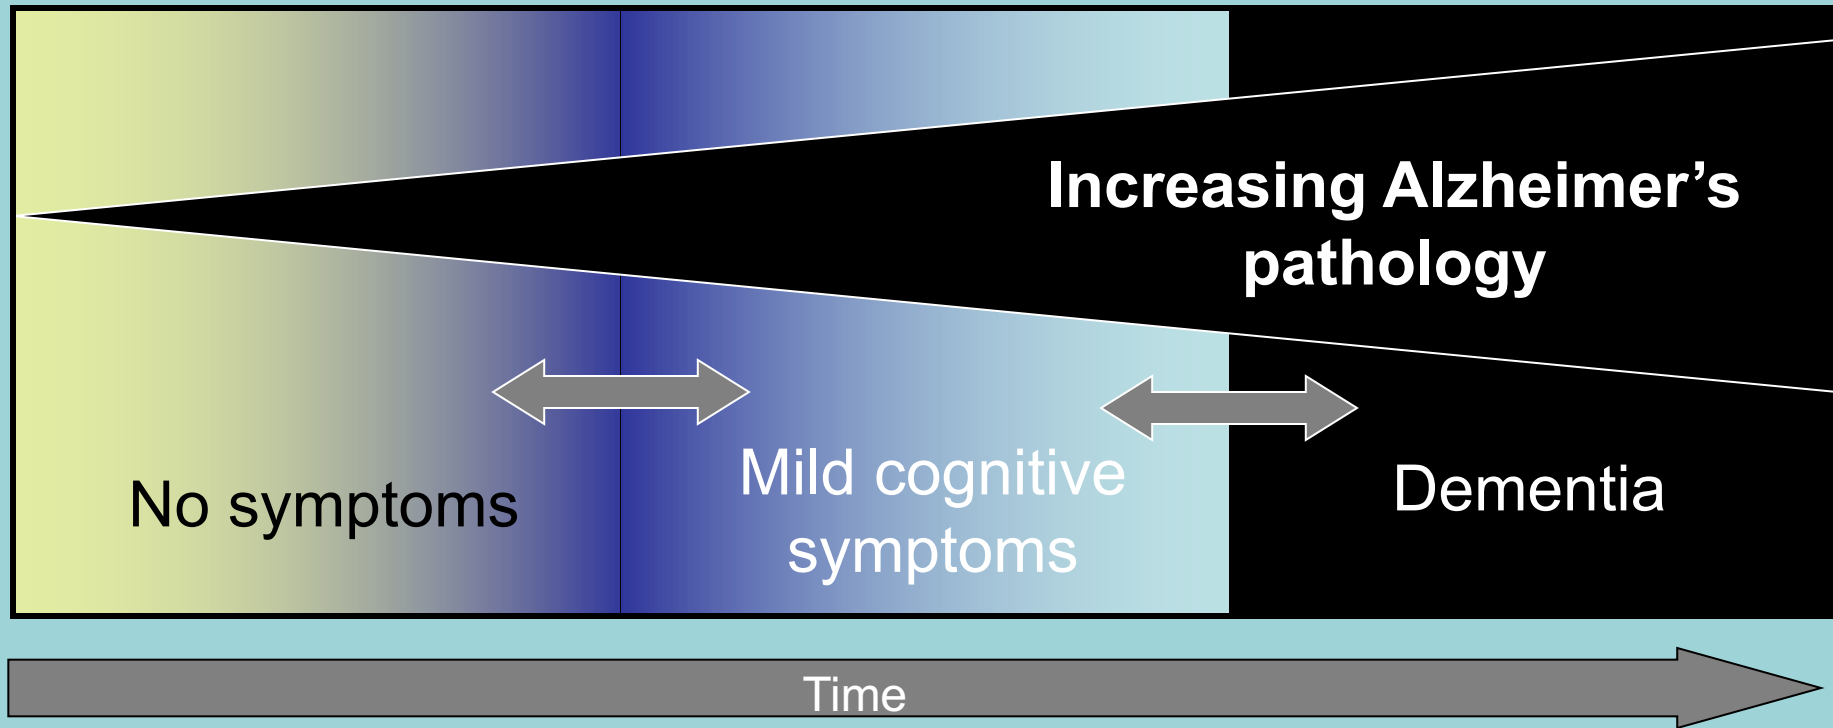 Increasing Alzheimer’s
pathology
No symptoms
Mild cognitive
symptoms
Dementia
Time